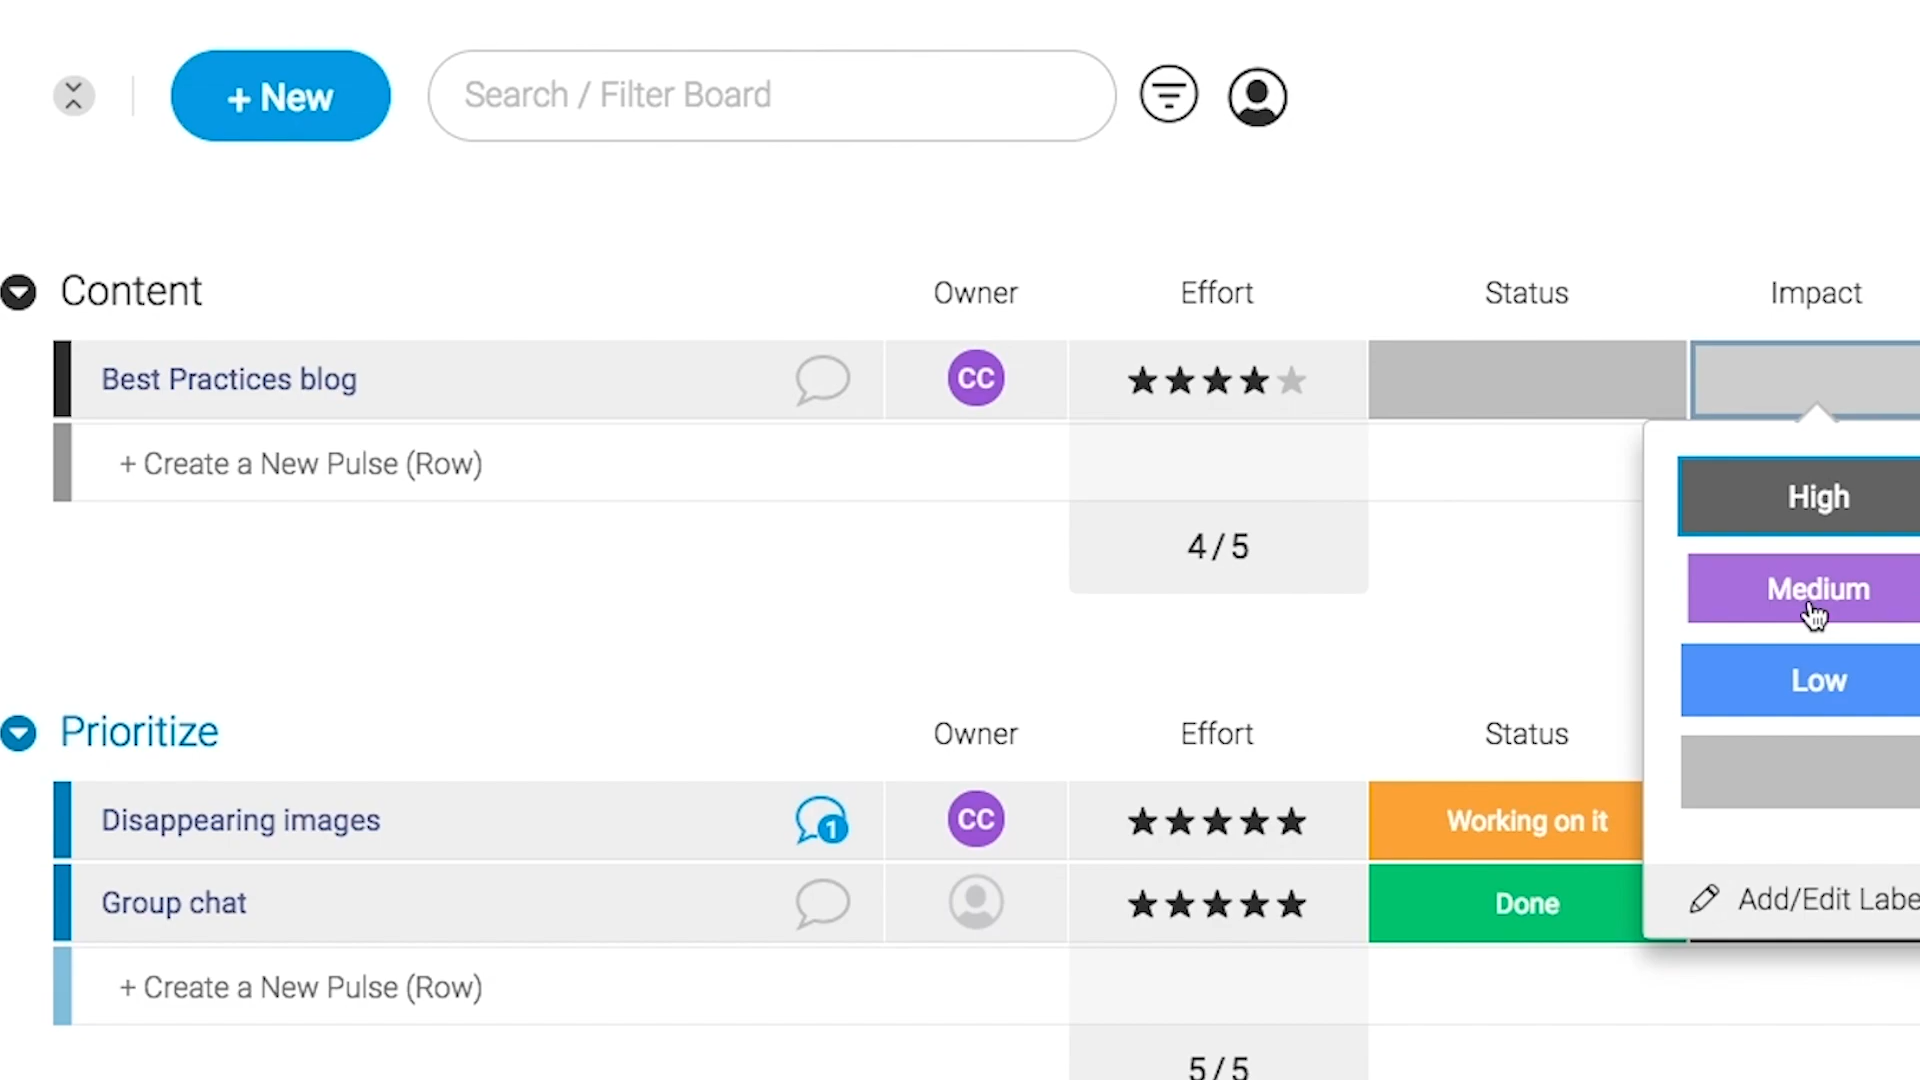 + New
Search / Filter Board
Content Owner Effort Status Impact
Best Practices blog CC
+ Create a New Pulse (Row)
High
4 / 5
Medium
Low
Prioritize Owner Effort Status
Disappearing images 1 CC Working on it
Group chat Done
Add/Edit Labe
+ Create a New Pulse (Row)
5 / 5